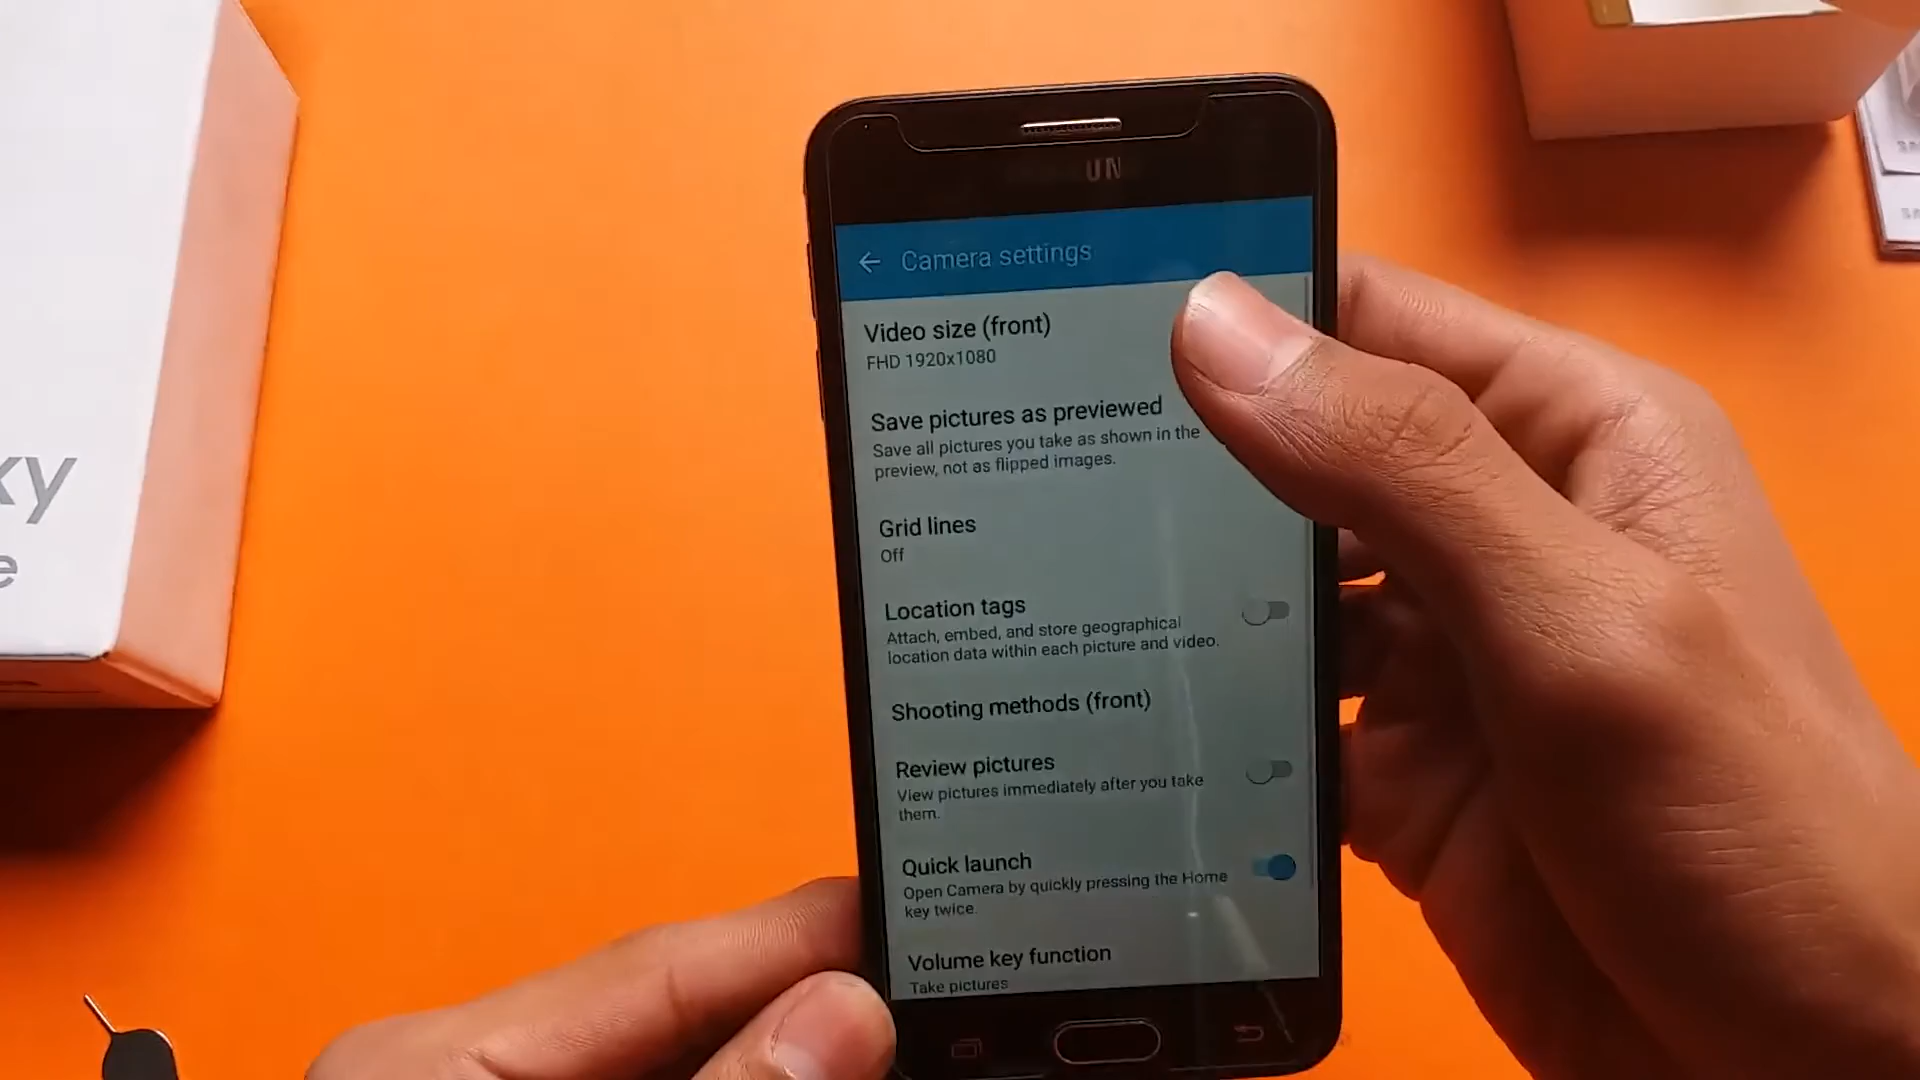 UN
Camera settings
Video size (front)
FHD 1920x1080
Save pictures as previewed
Save all pictures you take as shown in the
preview, not as flipped images.
Grid lines
Off
Location tags
Attach, embed, and store geographical
location data within each picture and video.
Shooting methods (front)
Review pictures
View pictures immediately after you take
them.
Quick launch
Open Camera by quickly pressing the Home
key twice.
Volume key function
Take pictures
ky
e